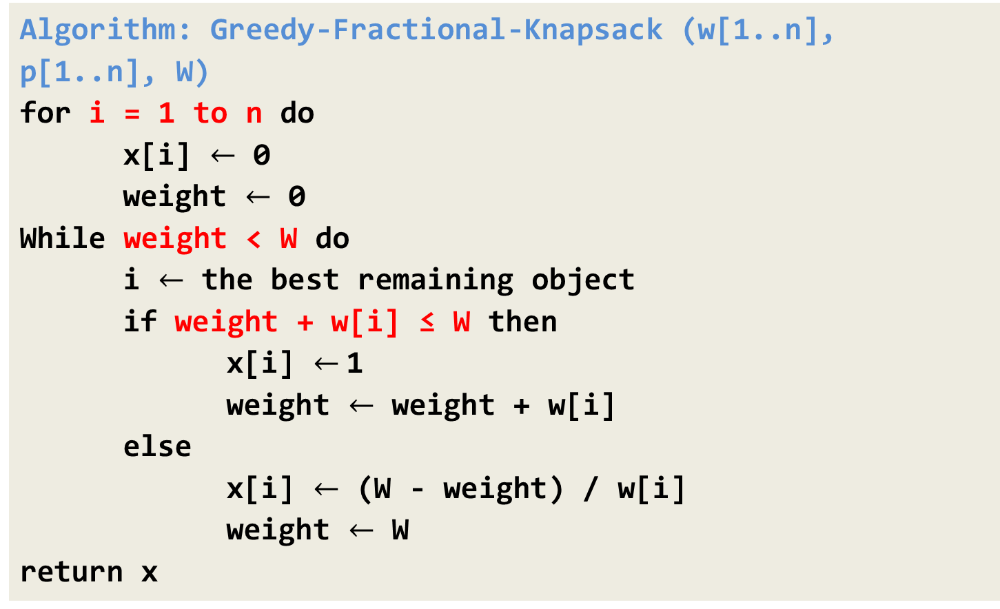 Algorithm: Greedy-Fractional-Knapsack (w[1..n],
p[1..n], W)
for i = 1 to n do
x[i] ← 0
weight ← 0
While weight < W do
i ← the best remaining object
if weight + w[i] ≤ W then
x[i] ←1
weight ← weight + w[i]
else
x[i] ← (W - weight) / w[i]
weight ← W
return x